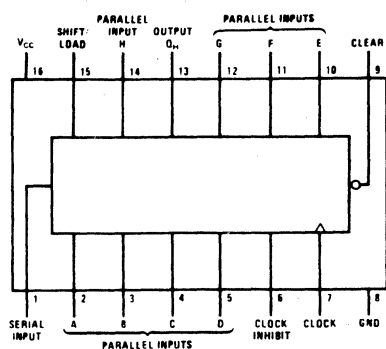 PARALLEL PARALLEL INPUTS
SHIFT/ INPUT OUTPUT
VCC LOAD H QH G F E CLEAR
16 15 14 13 12 11 10 9
1 2 3 4 5 6 7 8
SERIAL A B C D CLOCK CLOCK GND
INPUT INHIBIT
PARALLEL INPUTS